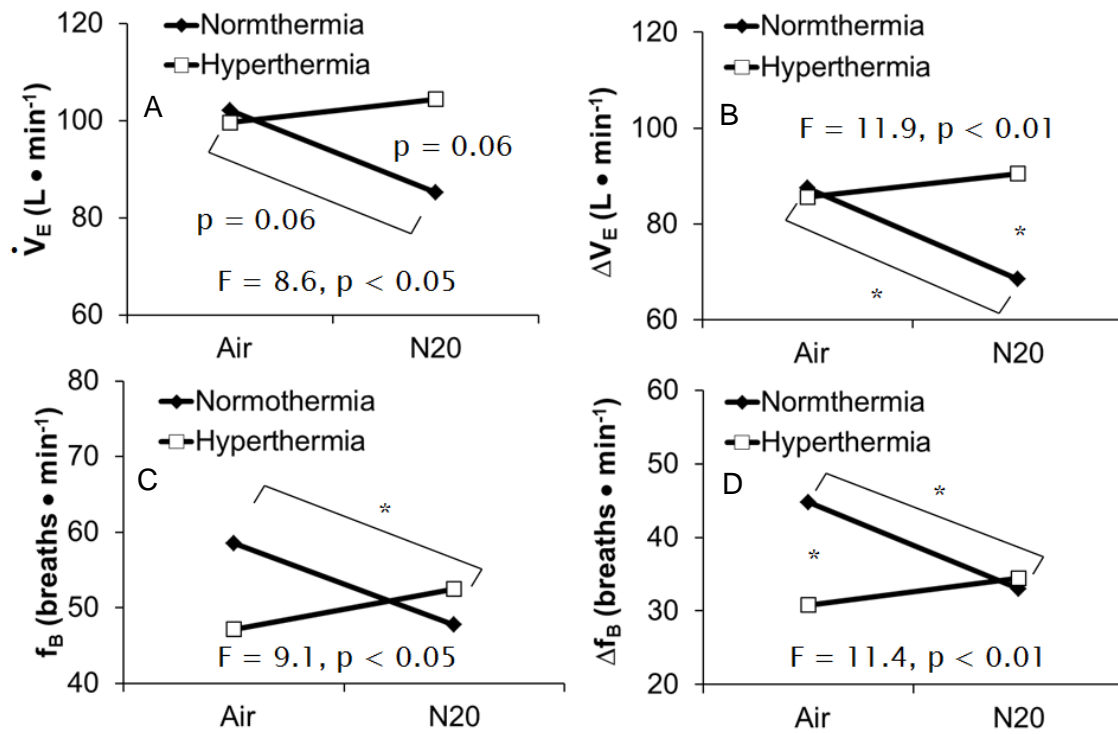 120
100
80
60
V̇E (L • min-1)
Normthermia
Hyperthermia
A
p = 0.06
p = 0.06
F = 8.6, p < 0.05
Air N20
120
100
80
60
ΔVE (L • min-1)
Normthermia
Hyperthermia
B
F = 11.9, p < 0.01
*
*
Air N20
80
70
60
50
40
fB (breaths • min-1)
Normothermia
Hyperthermia
C
*
F = 9.1, p < 0.05
Air N20
60
50
40
30
20
ΔfB (breaths • min-1)
Normthermia
Hyperthermia
D
*
*
F = 11.4, p < 0.01
Air N20